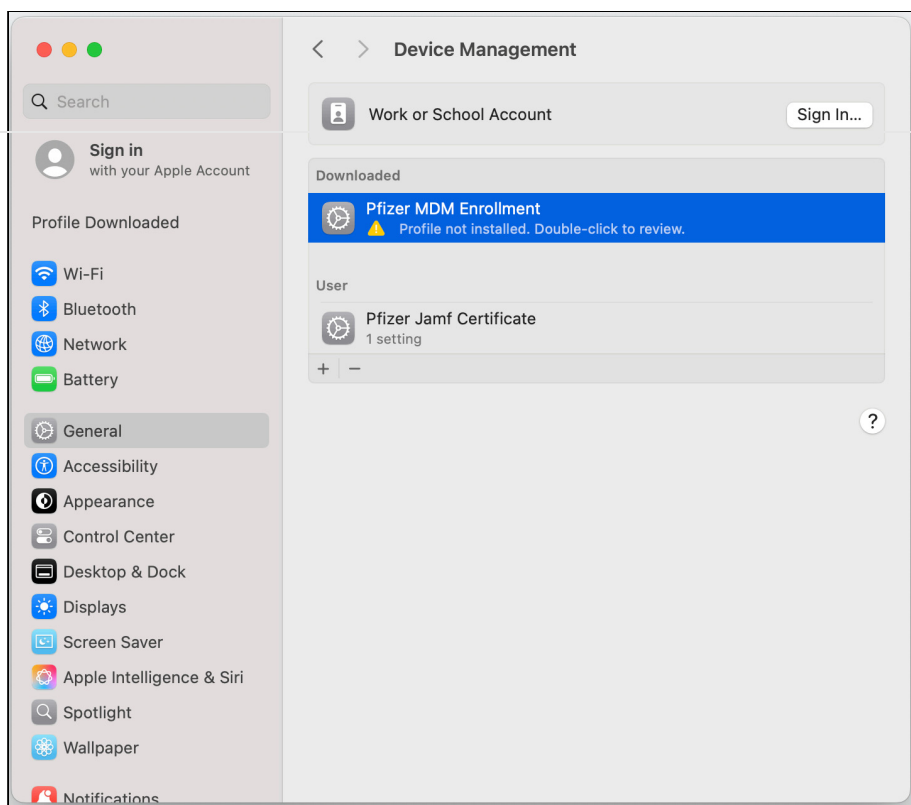 Device Management
Search
Work or School Account
Sign In...
Sign in
with your Apple Account
Downloaded
Pfizer MDM Enrollment
Profile not installed. Double-click to review.
Profile Downloaded
User
Pfizer Jamf Certificate
1 setting
+ −
?
Wi-Fi
Bluetooth
Network
Battery
General
Accessibility
Appearance
Control Center
Desktop & Dock
Displays
Screen Saver
Apple Intelligence & Siri
Spotlight
Wallpaper
Notifications